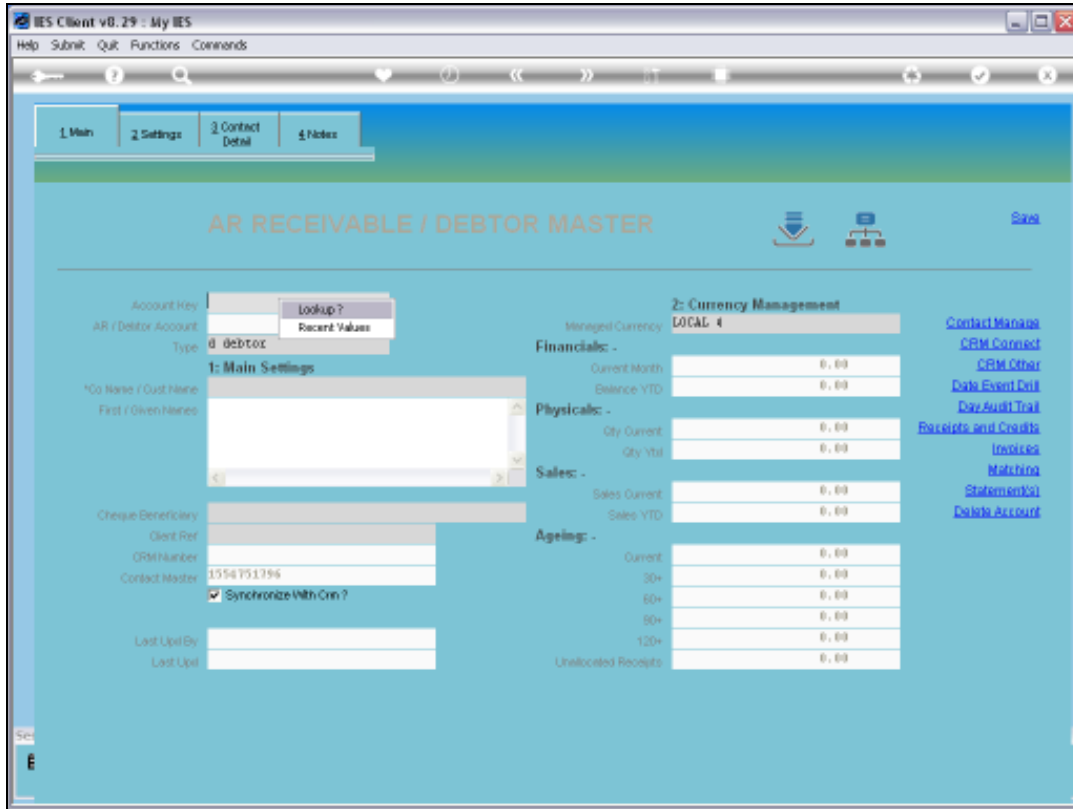 IES Client v8.29 : My IES
Help Submit Quit Functions Commands
1 Main
2 Settings
3 Contact Detail
4 Notes
AR RECEIVABLE / DEBTOR MASTER
Save
Account Key
Lookup ?
Recent Values
AR / Debtor Account
Type d debtor
1: Main Settings
*Co Name / Cust Name
First / Given Names
Cheque Beneficiary
Client Ref
CRM Number
Contact Master
Synchronize With Crm ?
Last Upd By
Last Upd
2: Currency Management
Managed Currency LOCAL
Financials: -
Current Month 0.00
Balance YTD 0.00
Physicals: -
Qty Current 0.00
Qty Ytd 0.00
Sales: -
Sales Current 0.00
Sales YTD 0.00
Ageing: -
Current 0.00
30+ 0.00
60+ 0.00
90+ 0.00
120+ 0.00
Unallocated Receipts 0.00
Contact Manage
CRM Connect
CRM Other
Date Event Drill
Day Audit Trail
Receipts and Credits
Invoices
Matching
Statement(s)
Delete Account